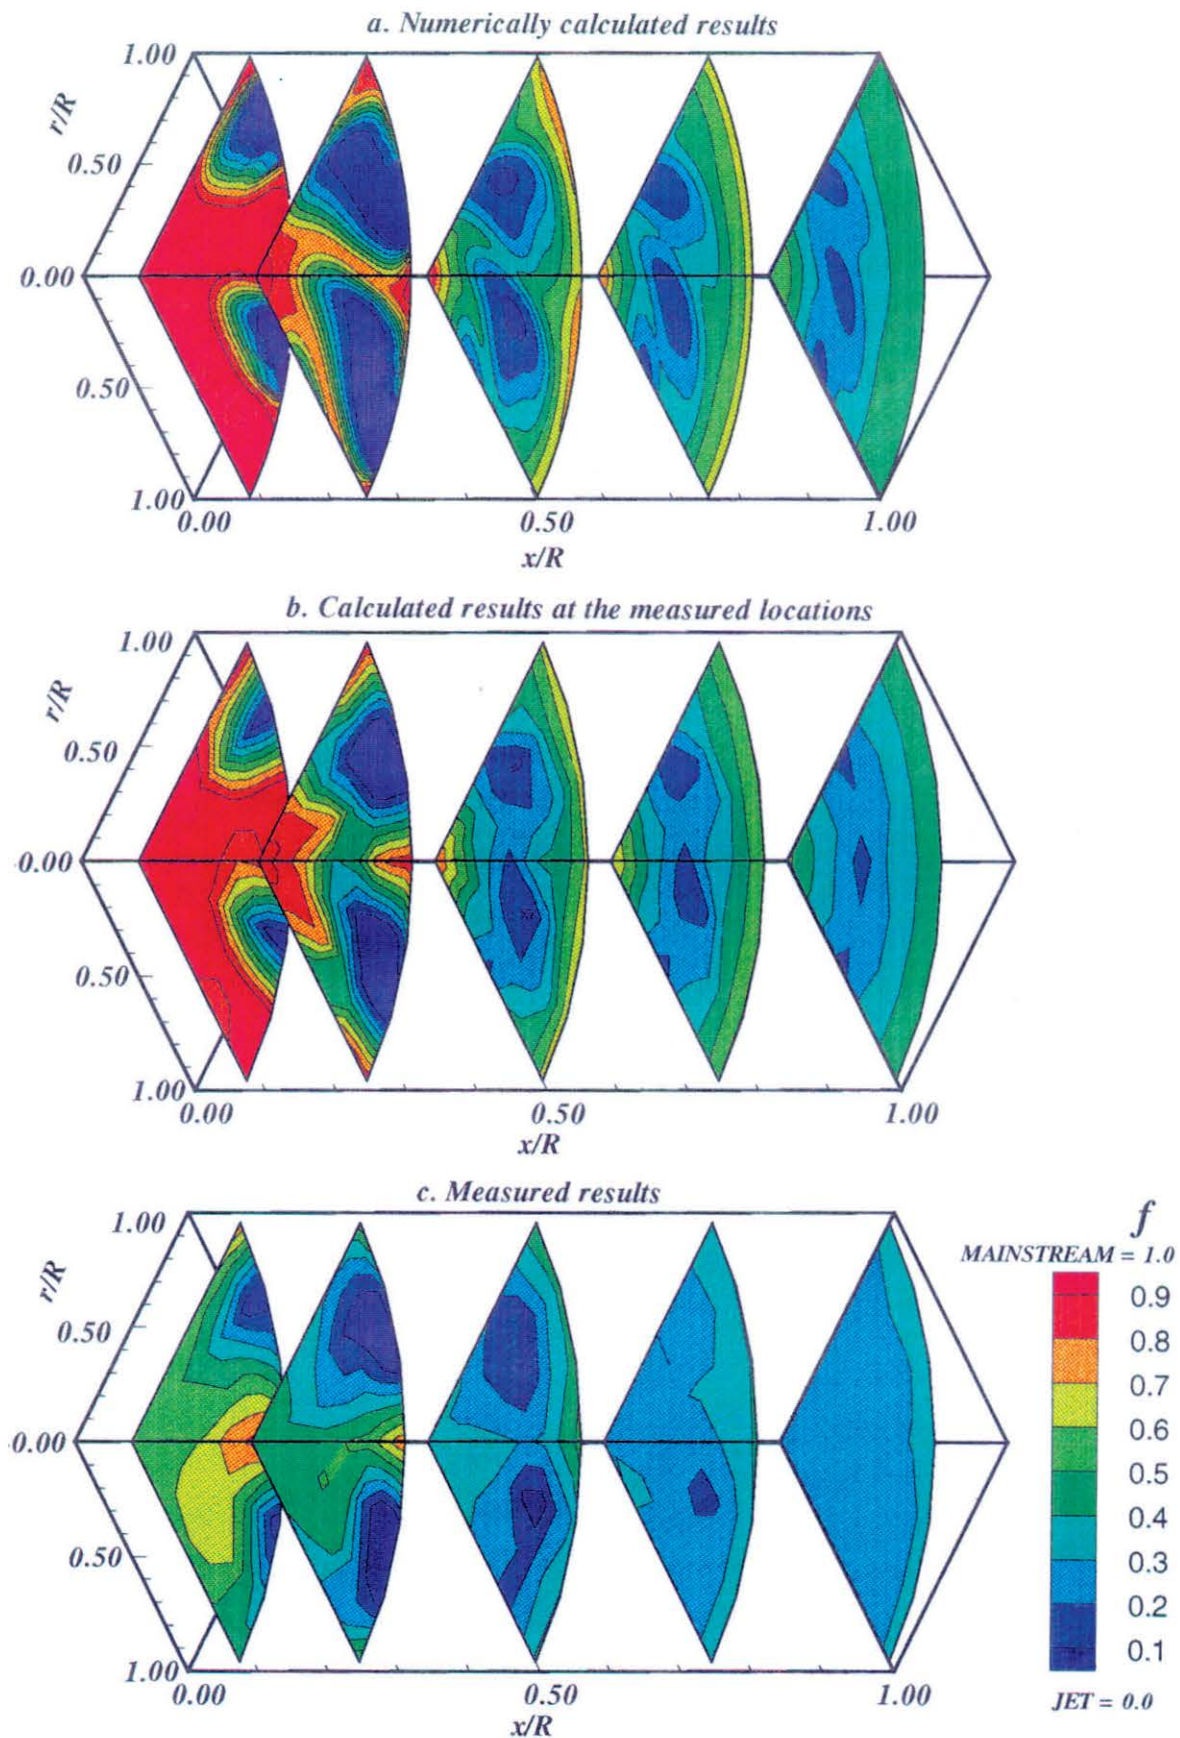 a. Numerically calculated results
1.00
r/R
0.50
0.00
0.50
1.00
0.00 0.50 1.00
x/R
b. Calculated results at the measured locations
1.00
r/R
0.50
0.00
0.50
1.00
0.00 0.50 1.00
x/R
c. Measured results
1.00
r/R
0.50
0.00
0.50
1.00
0.00 0.50 1.00
x/R
f
MAINSTREAM = 1.0
0.9
0.8
0.7
0.6
0.5
0.4
0.3
0.2
0.1
JET = 0.0